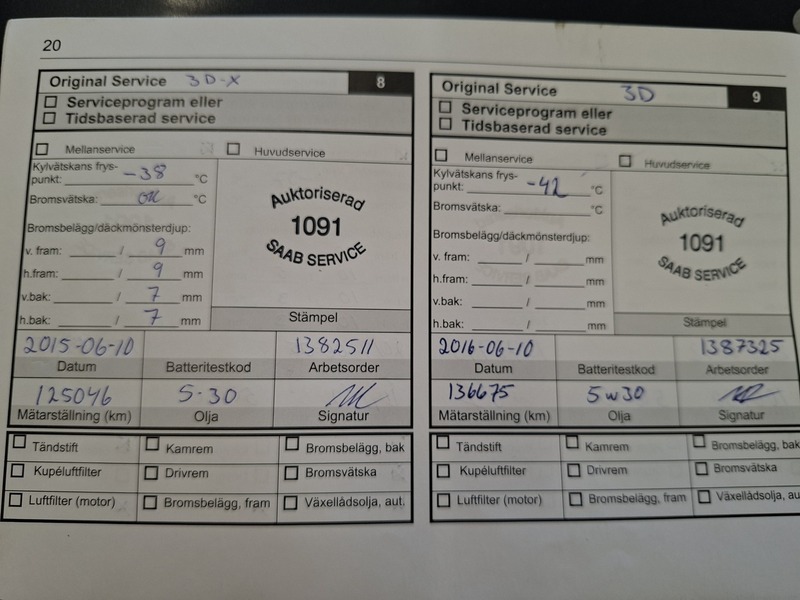 20
Original Service 3D-X 8
☐ Serviceprogram eller
☐ Tidsbaserad service
☐ Mellanservice ☐ Huvudservice
Kylvätskans frys-
punkt: -38 °C
Bromsvätska: OK °C
Bromsbelägg/däckmönsterdjup:
v. fram: / 9 mm
h.fram: / 9 mm
v.bak: / 7 mm
h.bak: / 7 mm
Auktoriserad
1091
SAAB SERVICE
Stämpel
2015-06-10 1382511
Datum Batteritestkod Arbetsorder
125046 5-30
Mätarställning (km) Olja Signatur
☐ Tändstift ☐ Kamrem ☐ Bromsbelägg, bak
☐ Kupéluftfilter ☐ Drivrem ☐ Bromsvätska
☐ Luftfilter (motor) ☐ Bromsbelägg, fram ☐ Växellådsolja, aut.
Original Service 3D 9
☐ Serviceprogram eller
☐ Tidsbaserad service
☐ Mellanservice ☐ Huvudservice
Kylvätskans frys-
punkt: -42 °C
Bromsvätska: °C
Bromsbelägg/däckmönsterdjup:
v. fram: / mm
h.fram: / mm
v.bak: / mm
h.bak: / mm
Auktoriserad
1091
SAAB SERVICE
Stämpel
2016-06-10 1387325
Datum Batteritestkod Arbetsorder
136675 5w30
Mätarställning (km) Olja Signatur
☐ Tändstift ☐ Kamrem ☐ Bromsbelägg, bak
☐ Kupéluftfilter ☐ Drivrem ☐ Bromsvätska
☐ Luftfilter (motor) ☐ Bromsbelägg, fram ☐ Växellådsolja, au